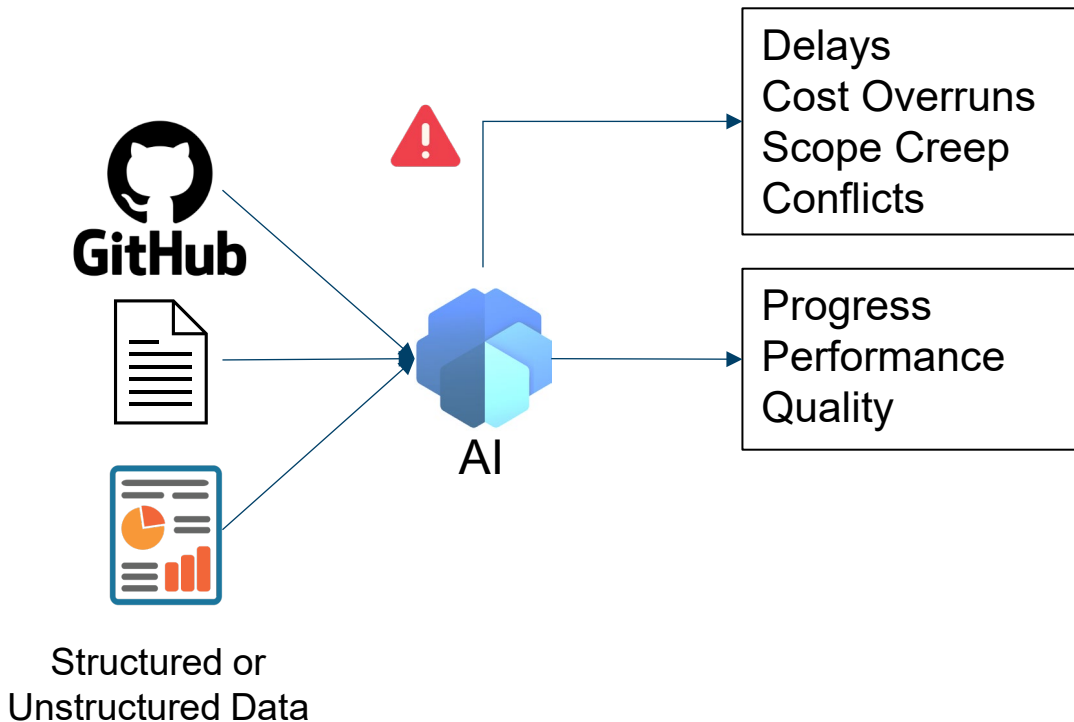 GitHub
Structured or
Unstructured Data
AI
Delays
Cost Overruns
Scope Creep
Conflicts
Progress
Performance
Quality